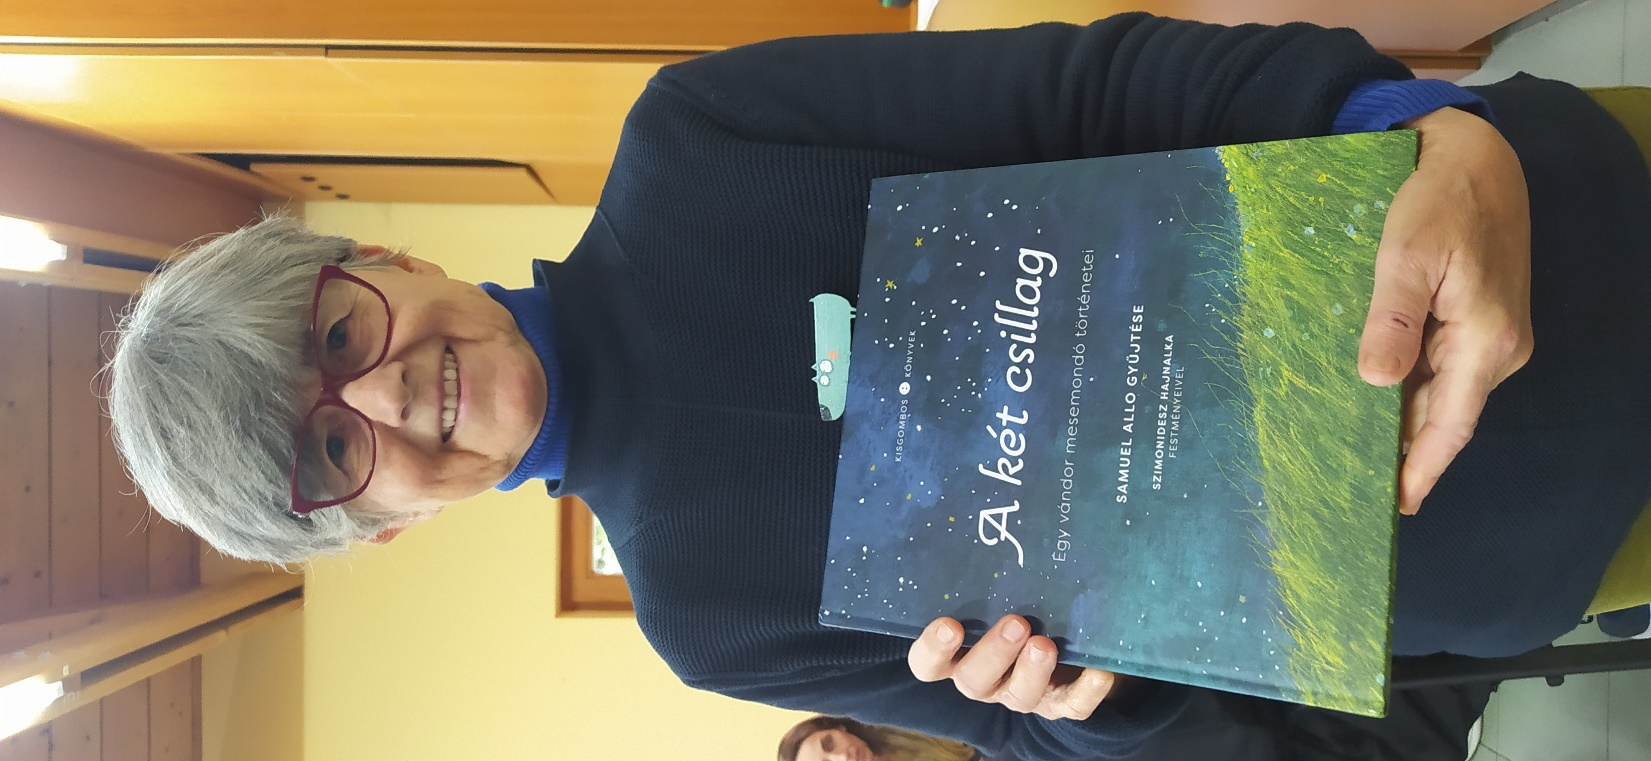 KISGOMBOS KÖNYVEK
A két csillag
Egy vándor mesemondó történetei
SAMUEL ALLO GYŰJTÉSE
SZIMONIDESZ HAJNALKA
FESTMÉNYEIVEL